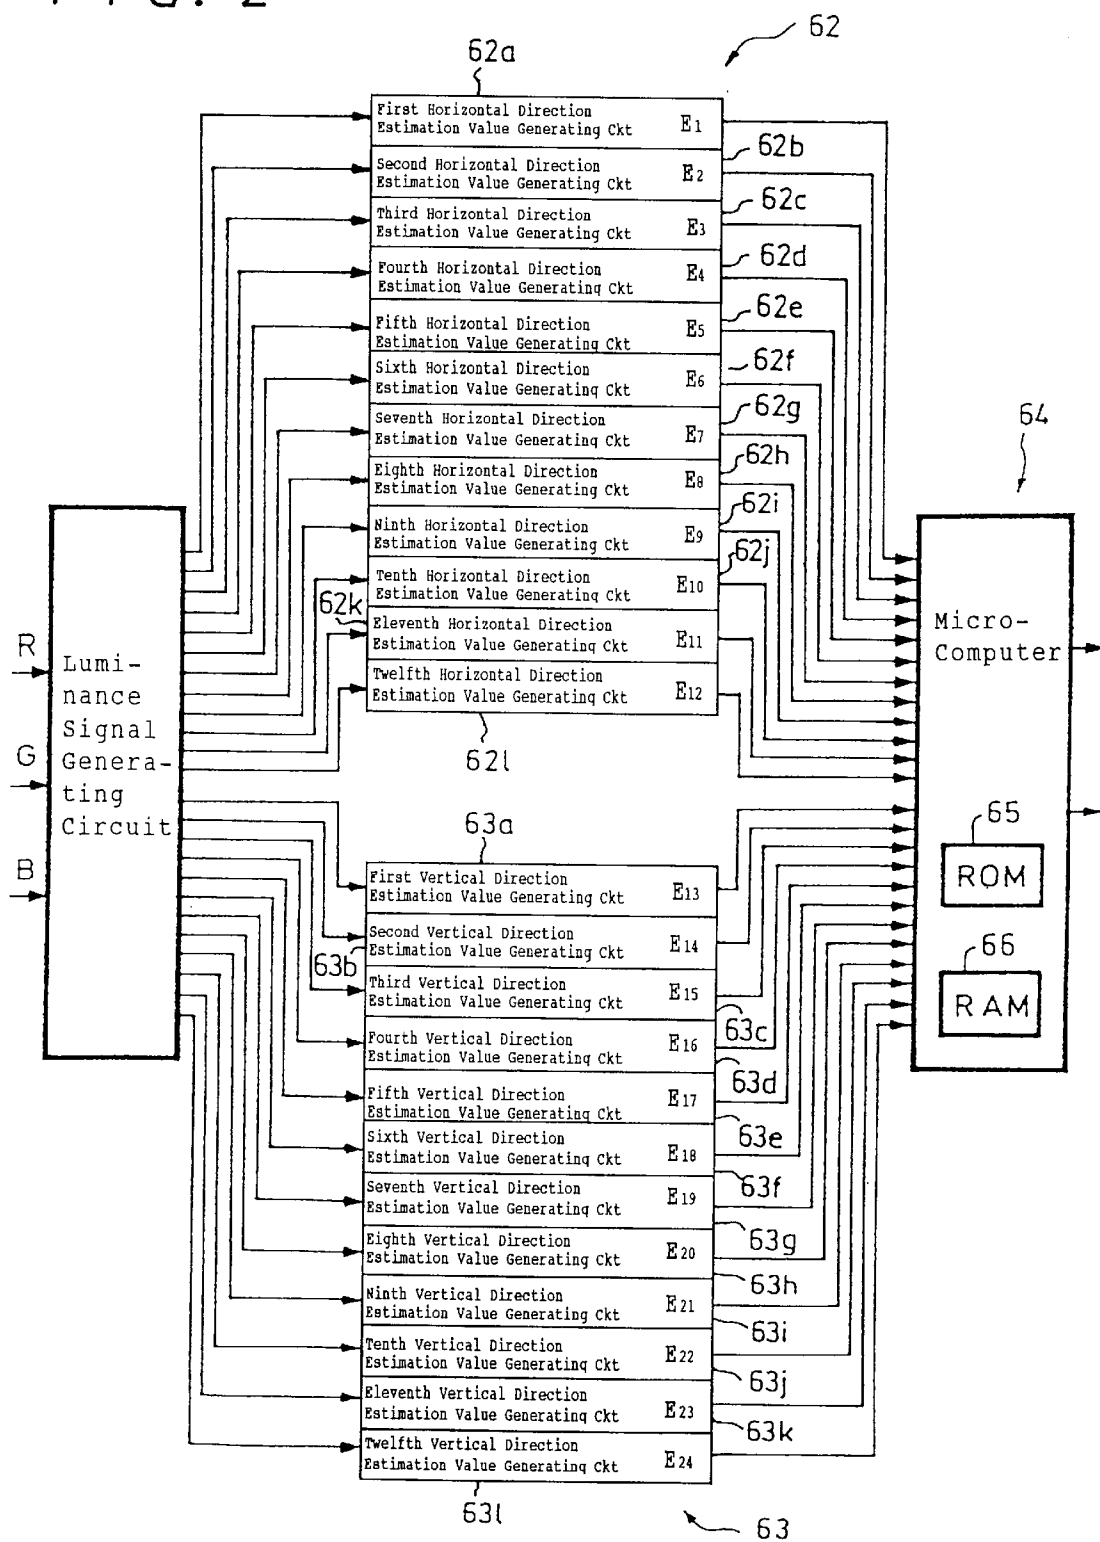 FIG. 2
62
62a
First Horizontal Direction
Estimation Value Generating Ckt E1
62b
Second Horizontal Direction
Estimation Value Generating Ckt E2
62c
Third Horizontal Direction
Estimation Value Generating Ckt E3
62d
Fourth Horizontal Direction
Estimation Value Generating Ckt E4
62e
Fifth Horizontal Direction
Estimation Value Generating Ckt E5
62f
Sixth Horizontal Direction
Estimation Value Generating Ckt E6
62g
Seventh Horizontal Direction
Estimation Value Generating Ckt E7
62h
Eighth Horizontal Direction
Estimation Value Generating Ckt E8
62i
Ninth Horizontal Direction
Estimation Value Generating Ckt E9
62j
Tenth Horizontal Direction
Estimation Value Generating Ckt E10
62k
Eleventh Horizontal Direction
Estimation Value Generating Ckt E11
Twelfth Horizontal Direction
Estimation Value Generating Ckt E12
62l
R
G
B
Lumi-
nance
Signal
Genera-
ting
Circuit
64
Micro-
Computer
65
ROM
66
RAM
63a
First Vertical Direction
Estimation Value Generating Ckt E13
Second Vertical Direction
Estimation Value Generating Ckt E14
63b
Third Vertical Direction
Estimation Value Generating Ckt E15
63c
Fourth Vertical Direction
Estimation Value Generating Ckt E16
63d
Fifth Vertical Direction
Estimation Value Generating Ckt E17
63e
Sixth Vertical Direction
Estimation Value Generating Ckt E18
63f
Seventh Vertical Direction
Estimation Value Generating Ckt E19
63g
Eighth Vertical Direction
Estimation Value Generating Ckt E20
63h
Ninth Vertical Direction
Estimation Value Generating Ckt E21
63i
Tenth Vertical Direction
Estimation Value Generating Ckt E22
63j
Eleventh Vertical Direction
Estimation Value Generating Ckt E23
63k
Twelfth Vertical Direction
Estimation Value Generating Ckt E24
63l
63